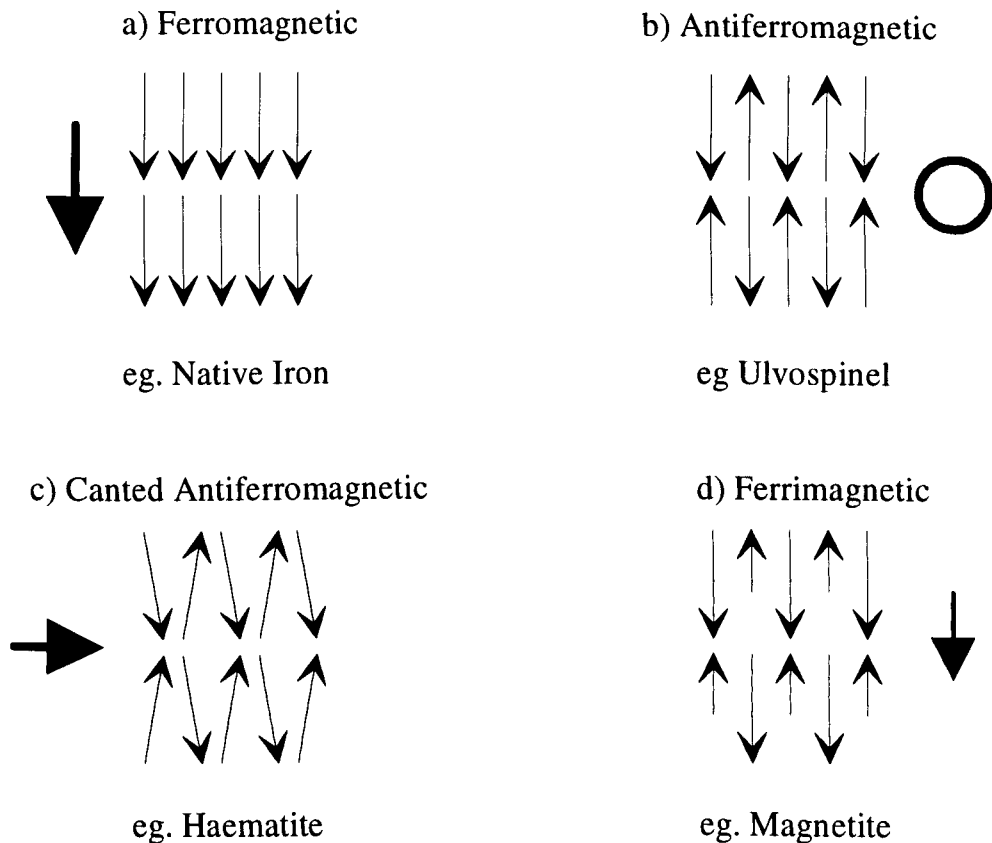 a) Ferromagnetic
b) Antiferromagnetic
eg. Native Iron
eg Ulvospinel
c) Canted Antiferromagnetic
d) Ferrimagnetic
eg. Haematite
eg. Magnetite